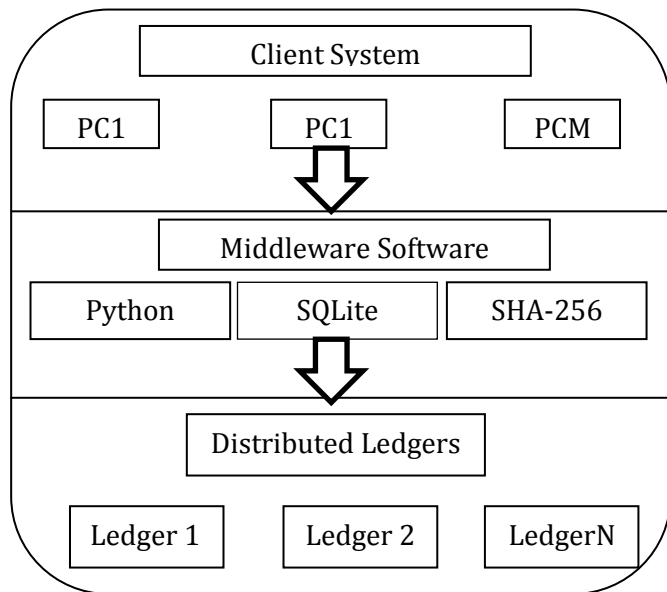 Client System
PC1
PC1
PCM
Middleware Software
Python
SQLite
SHA-256
Distributed Ledgers
Ledger 1
Ledger 2
LedgerN